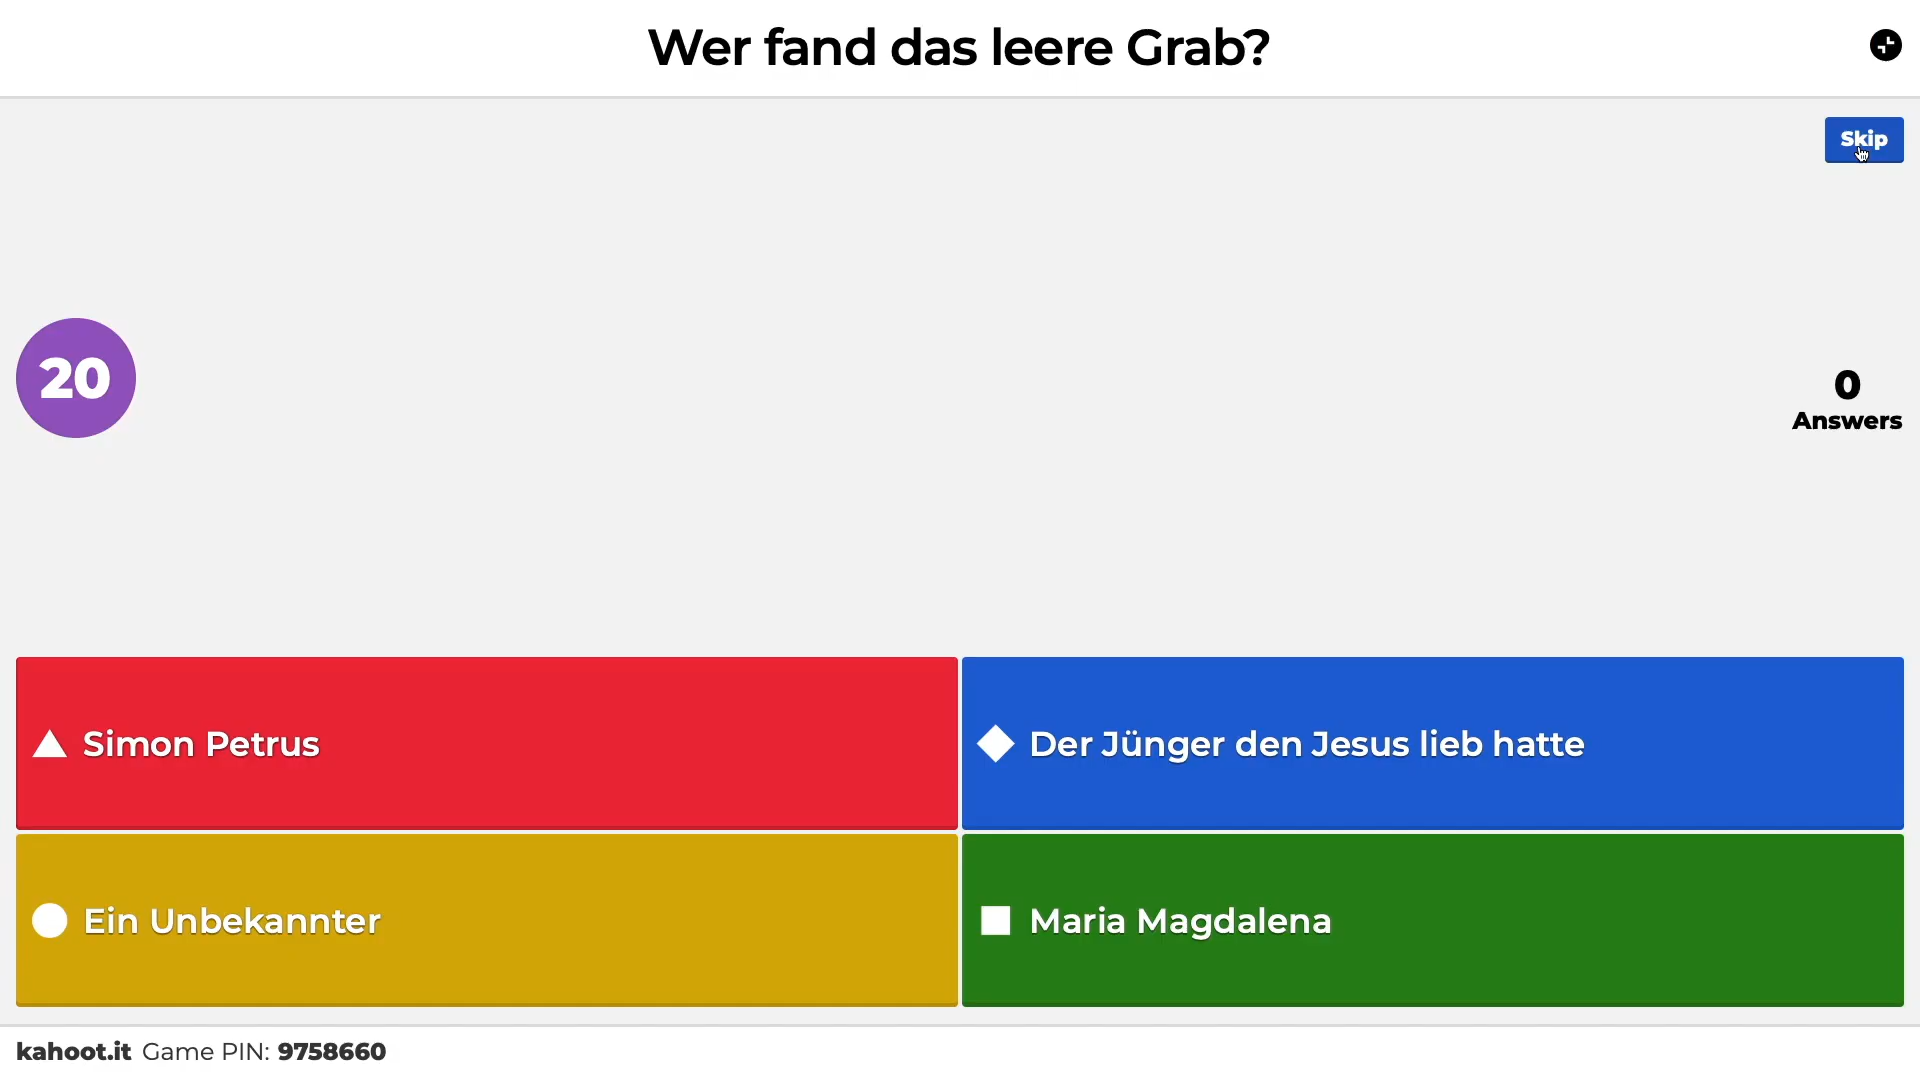 Wer fand das leere Grab?
Skip
20
0
Answers
Simon Petrus
Der Jünger den Jesus lieb hatte
Ein Unbekannter
Maria Magdalena
kahoot.it Game PIN: 9758660